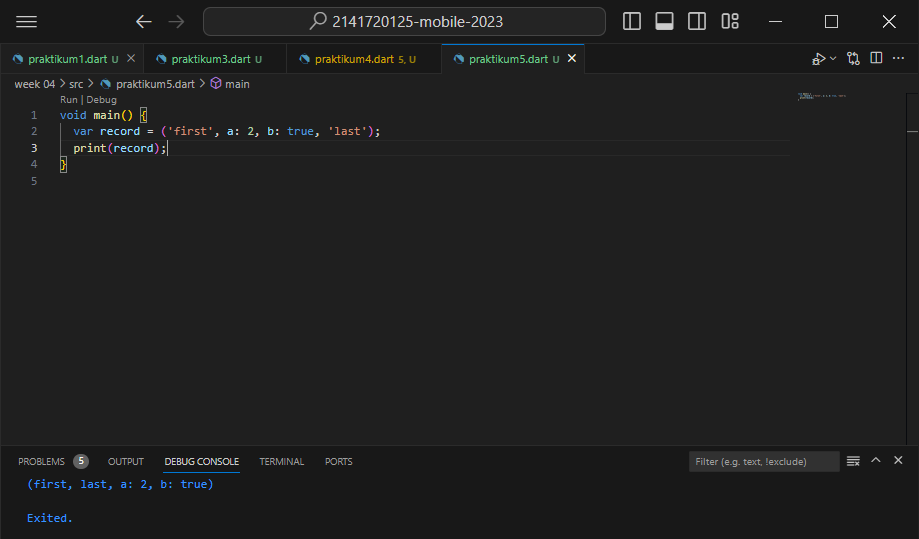 2141720125-mobile-2023
praktikum1.dart U praktikum3.dart U praktikum4.dart 5, U praktikum5.dart U
week 04 > src > praktikum5.dart > main
Run | Debug
1 void main() {
2 var record = ('first', a: 2, b: true, 'last');
3 print(record);
4 }
5
PROBLEMS 5 OUTPUT DEBUG CONSOLE TERMINAL PORTS Filter (e.g. text, !exclude)
(first, last, a: 2, b: true)
Exited.